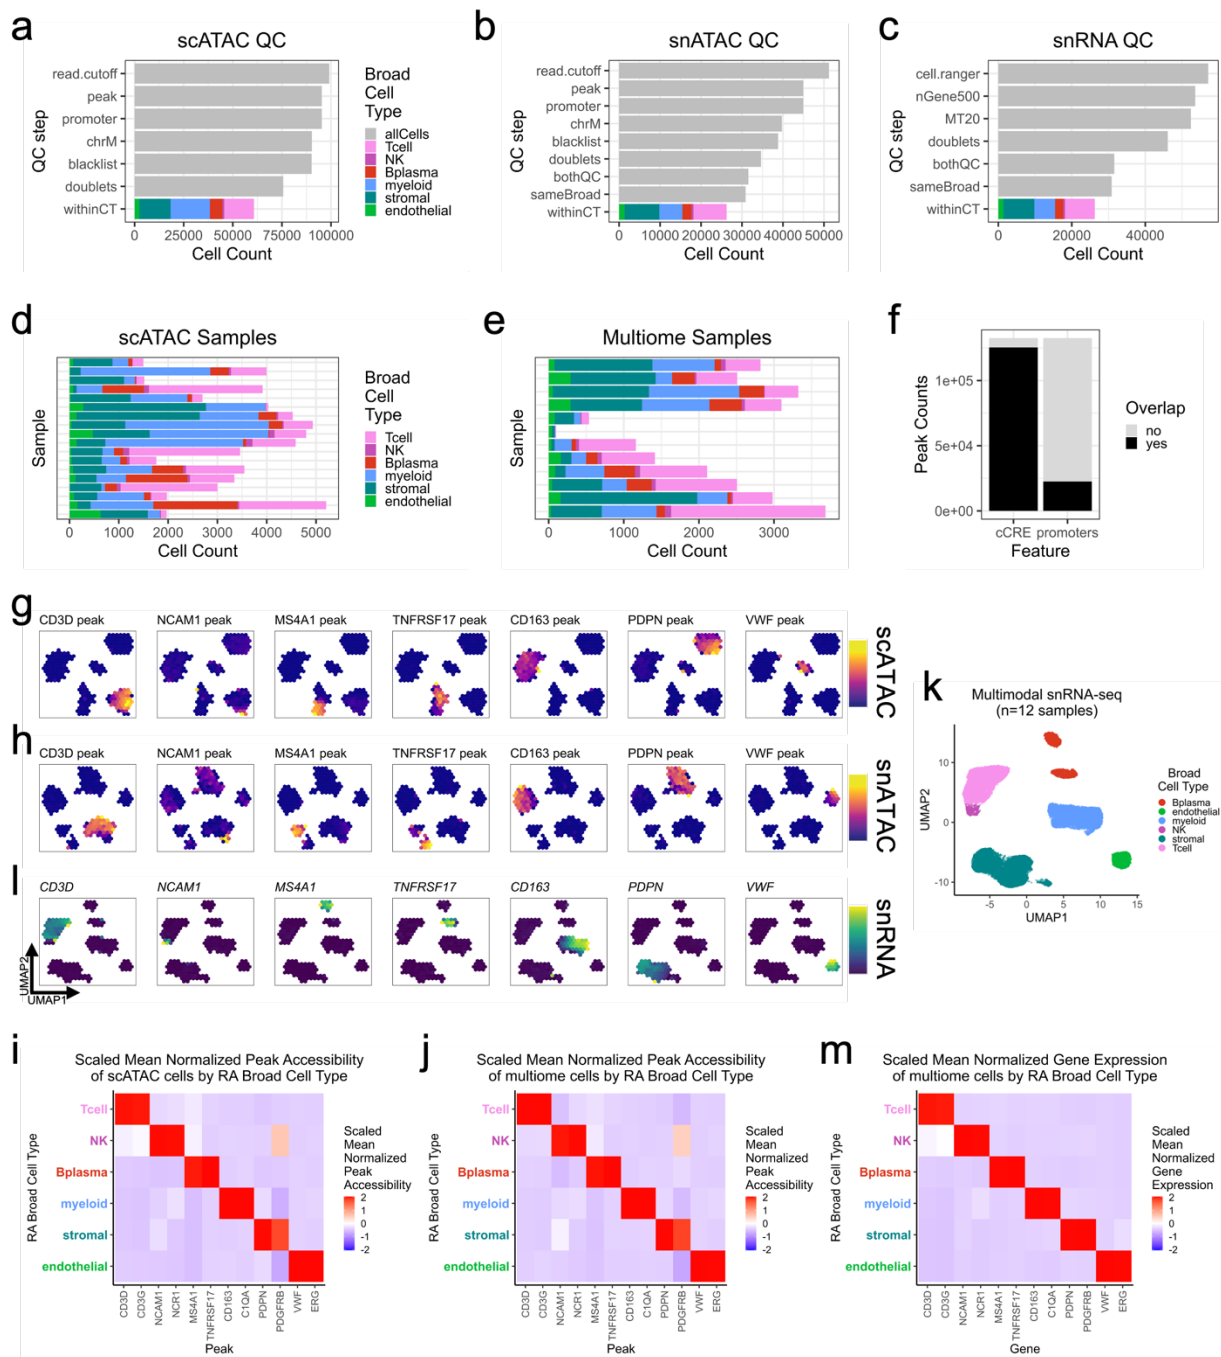 a
scATAC QC
QC step
read.cutoff
peak
promoter
chrM
blacklist
doublets
withinCT
0 25000 50000 75000 100000
Cell Count
Broad
Cell
Type
allCells
Tcell
NK
Bplasma
myeloid
stromal
endothelial
b
snATAC QC
QC step
read.cutoff
peak
promoter
chrM
blacklist
doublets
bothQC
sameBroad
withinCT
0 10000 20000 30000 40000 50000
Cell Count
c
snRNA QC
QC step
cell.ranger
nGene500
MT20
doublets
bothQC
sameBroad
withinCT
0 20000 40000
Cell Count
d
scATAC Samples
Sample
0 1000 2000 3000 4000 5000
Cell Count
Broad
Cell
Type
Tcell
NK
Bplasma
myeloid
stromal
endothelial
e
Multiome Samples
Sample
0 1000 2000 3000
Cell Count
f
Peak Counts
1e+05
5e+04
0e+00
cCRE promoters
Feature
Overlap
no
yes
g
CD3D peak NCAM1 peak MS4A1 peak TNFRSF17 peak CD163 peak PDPN peak VWF peak
scATAC
h
CD3D peak NCAM1 peak MS4A1 peak TNFRSF17 peak CD163 peak PDPN peak VWF peak
snATAC
l
CD3D NCAM1 MS4A1 TNFRSF17 CD163 PDPN VWF
snRNA
UMAP2
UMAP1
k
Multimodal snRNA-seq
(n=12 samples)
UMAP2
10
0
-10
-5 0 5 10 15
UMAP1
Broad
Cell Type
Bplasma
endothelial
myeloid
NK
stromal
Tcell
i
Scaled Mean Normalized Peak Accessibility
of scATAC cells by RA Broad Cell Type
RA Broad Cell Type
Tcell
NK
Bplasma
myeloid
stromal
endothelial
CD3D CD3G NCAM1 NCR1 MS4A1 TNFRSF17 CD163 C1QA PDPN PDGFRB VWF ERG
Peak
Scaled
Mean
Normalized
Peak
Accessibility
2
1
0
-1
-2
j
Scaled Mean Normalized Peak Accessibility
of multiome cells by RA Broad Cell Type
RA Broad Cell Type
Tcell
NK
Bplasma
myeloid
stromal
endothelial
CD3D CD3G NCAM1 NCR1 MS4A1 TNFRSF17 CD163 C1QA PDPN PDGFRB VWF ERG
Peak
Scaled
Mean
Normalized
Peak
Accessibility
2
1
0
-1
-2
m
Scaled Mean Normalized Gene Expression
of multiome cells by RA Broad Cell Type
RA Broad Cell Type
Tcell
NK
Bplasma
myeloid
stromal
endothelial
CD3D CD3G NCAM1 NCR1 MS4A1 TNFRSF17 CD163 C1QA PDPN PDGFRB VWF ERG
Gene
Scaled
Mean
Normalized
Gene
Expression
2
1
0
-1
-2